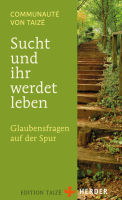 COMMUNAUTÉ
VON TAIZÉ
Sucht und
ihr werdet
leben
Glaubensfragen
auf der Spur
EDITION TAIZÉ
HERDER